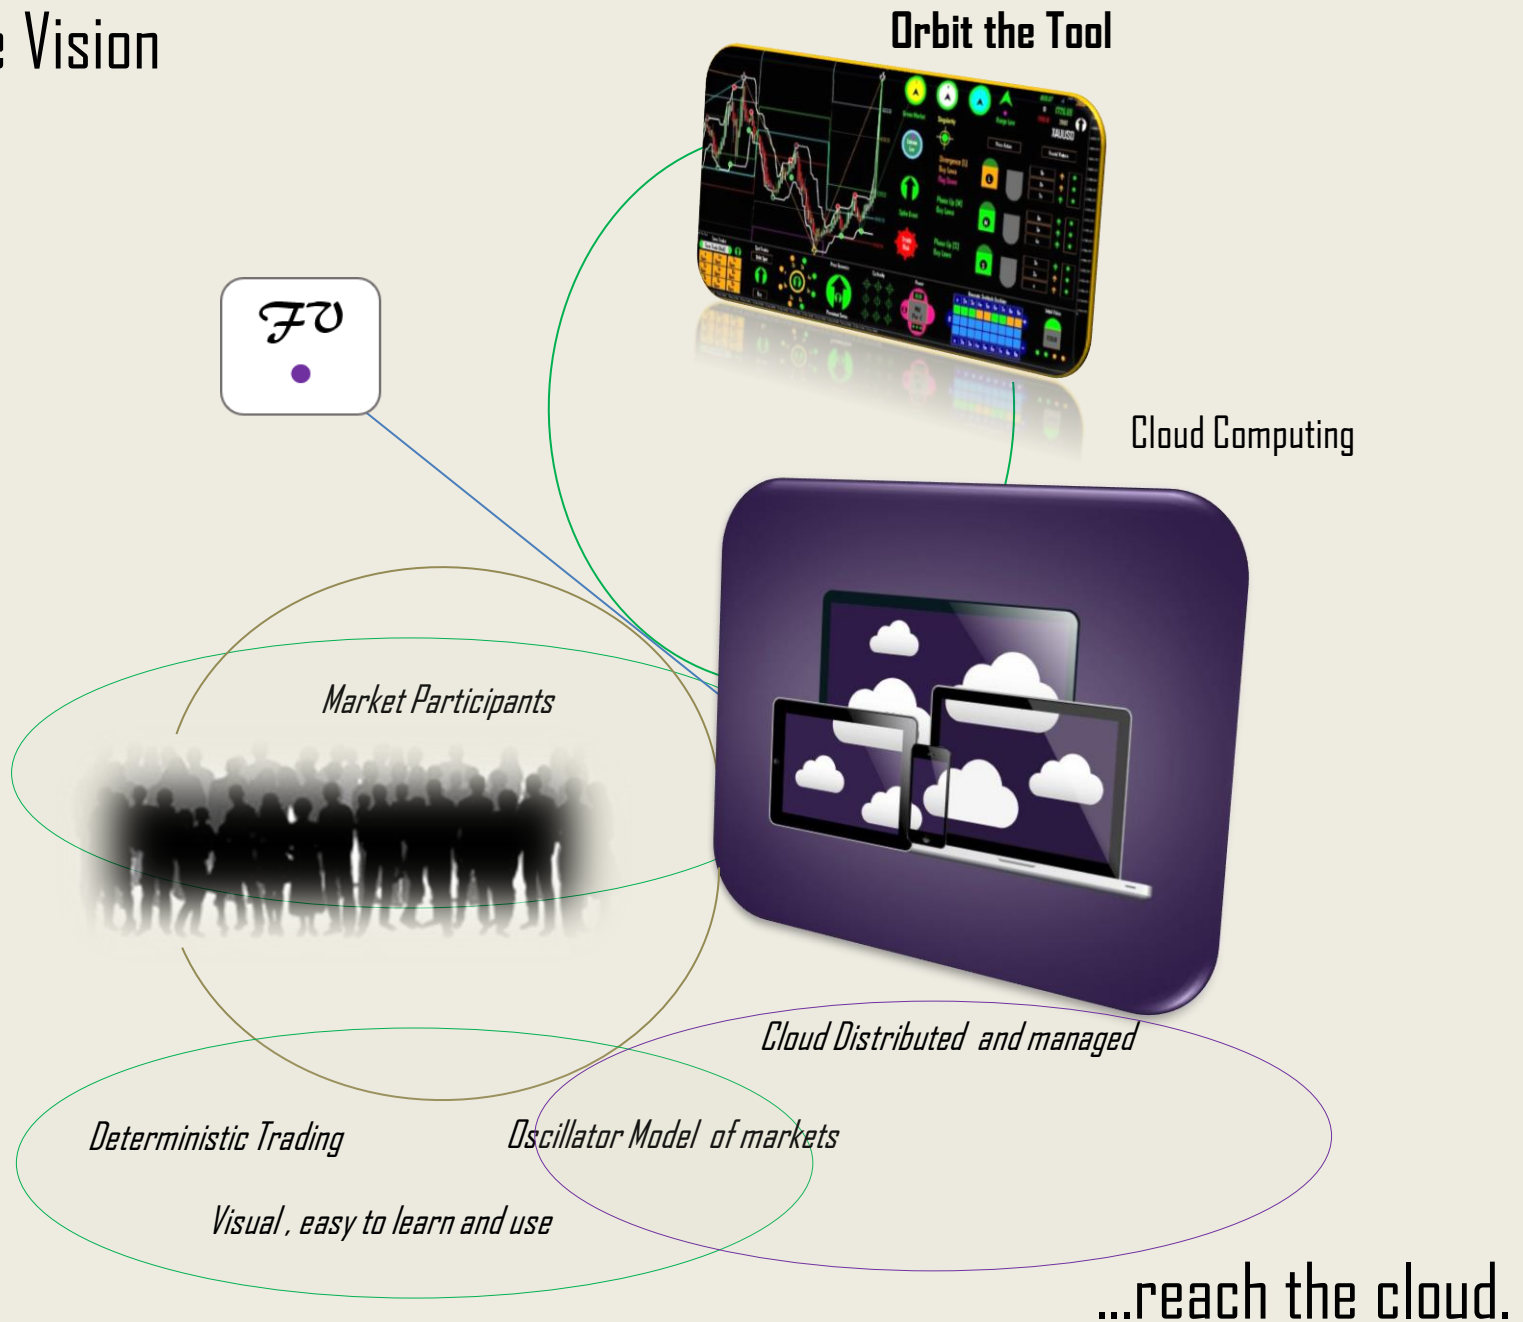 e Vision
Orbit the Tool
XAUUSD
FV
Cloud Computing
Market Participants
Cloud Distributed and managed
Deterministic Trading
Oscillator Model of markets
Visual , easy to learn and use
...reach the cloud.